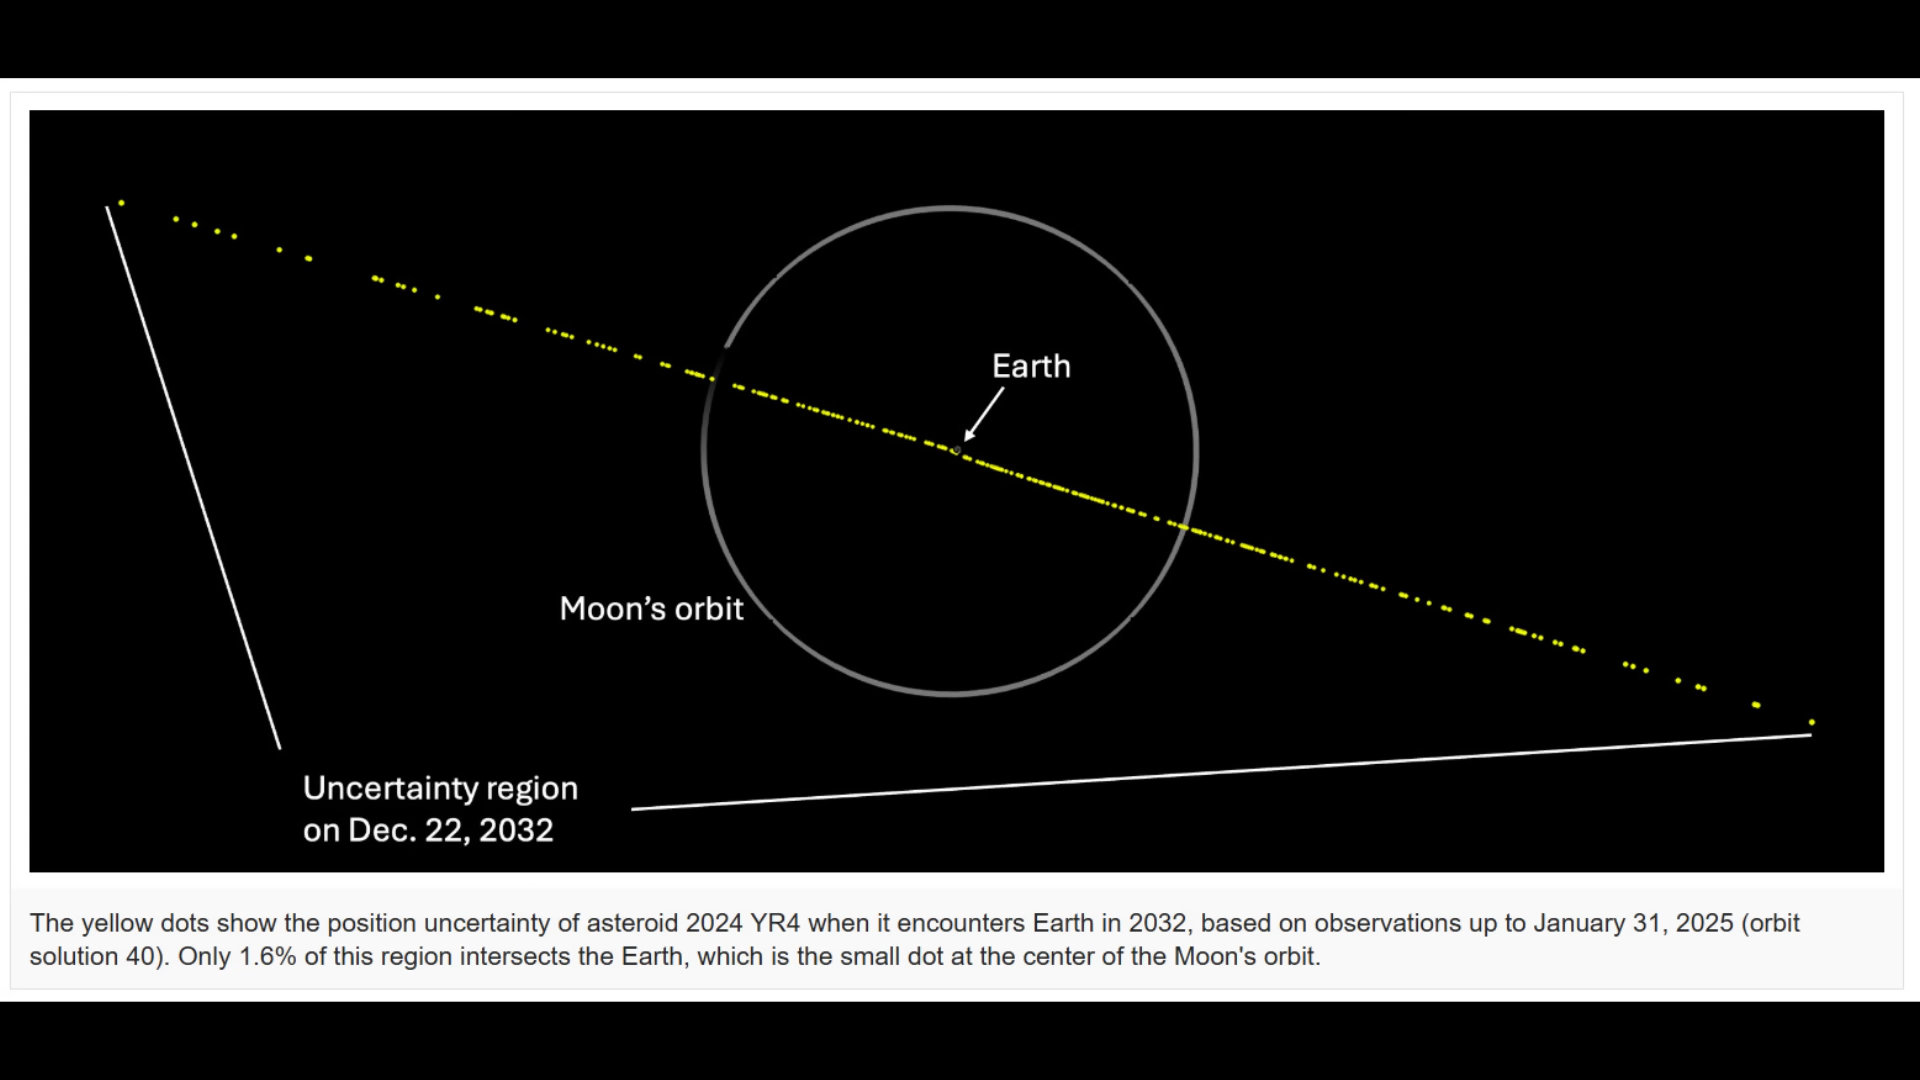 Earth
Moon’s orbit
Uncertainty region
on Dec. 22, 2032
The yellow dots show the position uncertainty of asteroid 2024 YR4 when it encounters Earth in 2032, based on observations up to January 31, 2025 (orbit
solution 40). Only 1.6% of this region intersects the Earth, which is the small dot at the center of the Moon's orbit.